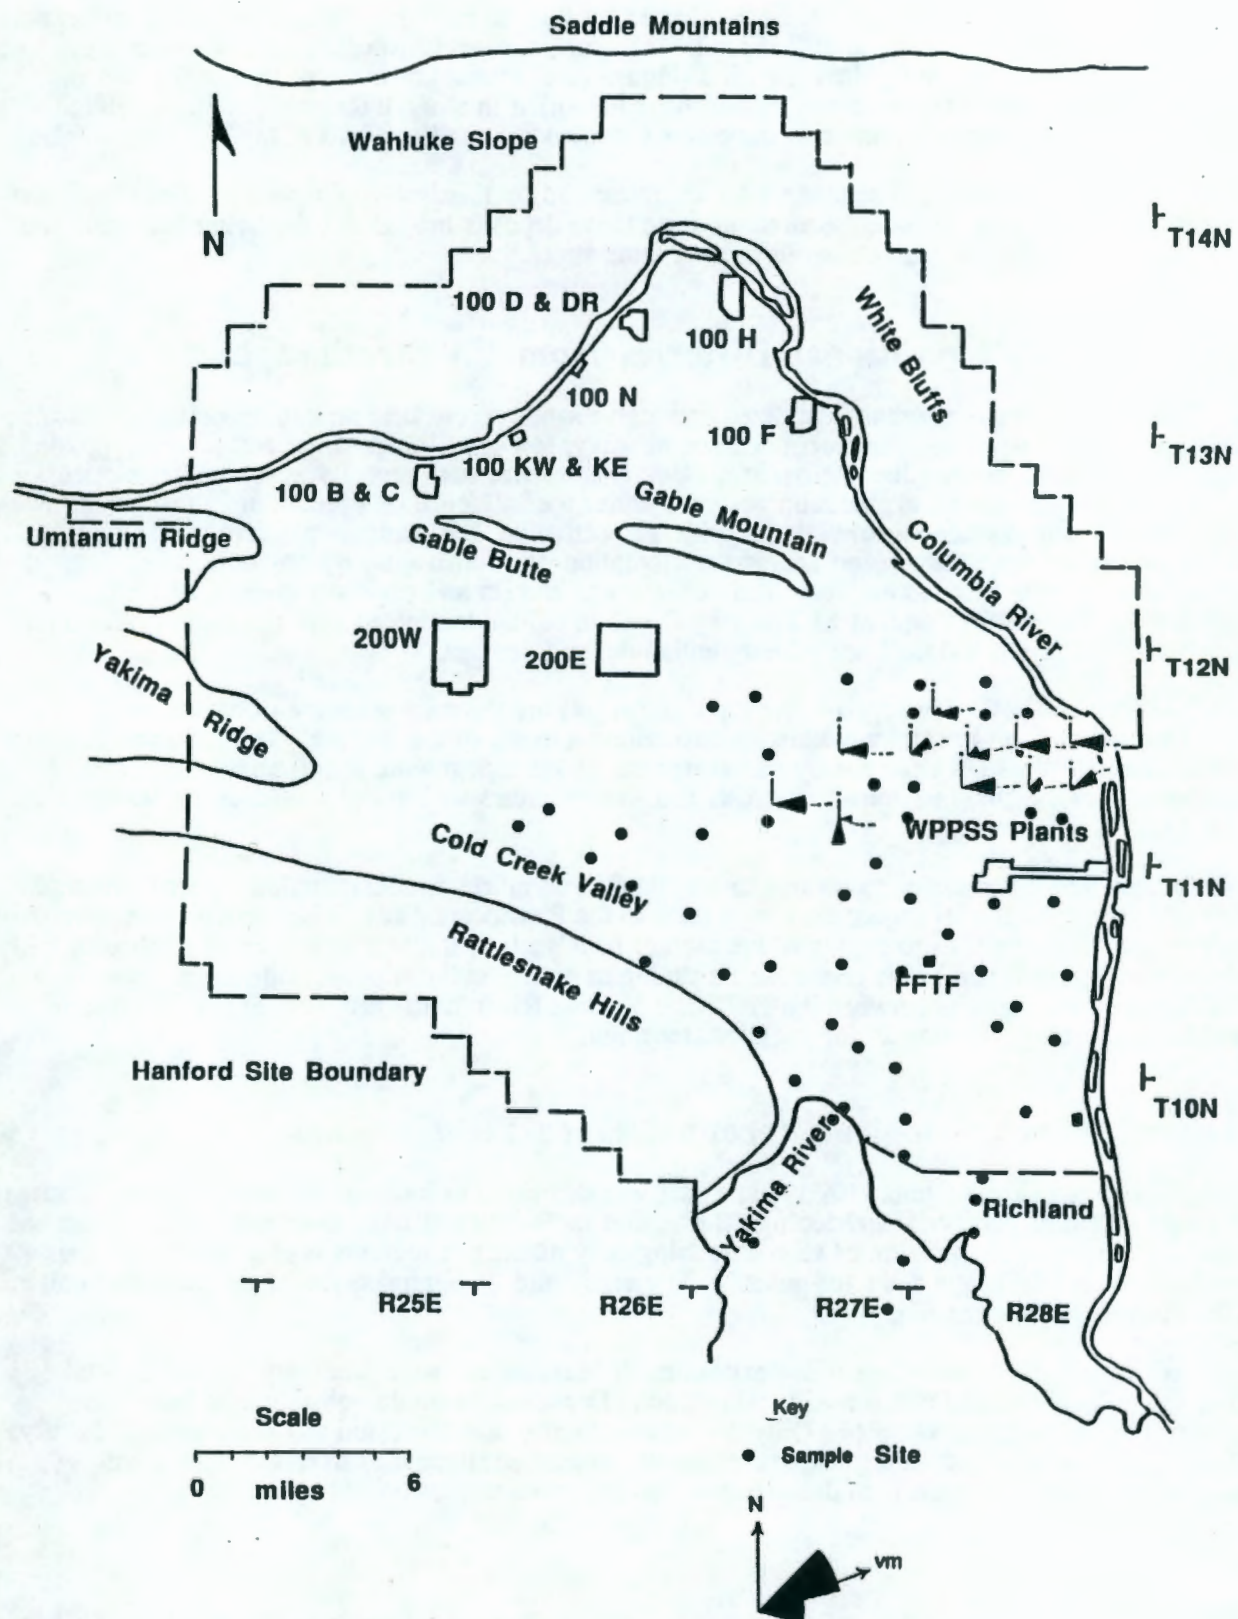 Saddle Mountains
Wahluke Slope
N
T14N
100 D & DR
100 H
White Bluffs
100 N
100 F
T13N
100 KW & KE
100 B & C
Gable Mountain
Umtanum Ridge
Gable Butte
Columbia River
200W
200E
T12N
Yakima Ridge
WPPSS Plants
Cold Creek Valley
T11N
Rattlesnake Hills
FFTF
Hanford Site Boundary
T10N
Yakima River
Richland
R25E
R26E
R27E
R28E
Scale
0 6
miles
Key
Sample Site
N
vm